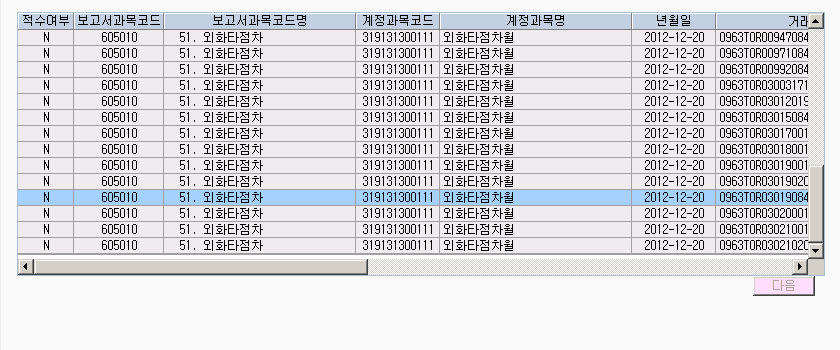 적수여부 보고서과목코드 보고서과목코드명 계정과목코드 계정과목명 년월일 거래
N 605010 51. 외화타점차 319131300111 외화타점차월 2012-12-20 0963T0R00947084
N 605010 51. 외화타점차 319131300111 외화타점차월 2012-12-20 0963T0R00971084
N 605010 51. 외화타점차 319131300111 외화타점차월 2012-12-20 0963T0R00992084
N 605010 51. 외화타점차 319131300111 외화타점차월 2012-12-20 0963T0R03003171
N 605010 51. 외화타점차 319131300111 외화타점차월 2012-12-20 0963T0R03012019
N 605010 51. 외화타점차 319131300111 외화타점차월 2012-12-20 0963T0R03015084
N 605010 51. 외화타점차 319131300111 외화타점차월 2012-12-20 0963T0R03017001
N 605010 51. 외화타점차 319131300111 외화타점차월 2012-12-20 0963T0R03018001
N 605010 51. 외화타점차 319131300111 외화타점차월 2012-12-20 0963T0R03019001
N 605010 51. 외화타점차 319131300111 외화타점차월 2012-12-20 0963T0R03019020
N 605010 51. 외화타점차 319131300111 외화타점차월 2012-12-20 0963T0R03019084
N 605010 51. 외화타점차 319131300111 외화타점차월 2012-12-20 0963T0R03020001
N 605010 51. 외화타점차 319131300111 외화타점차월 2012-12-20 0963T0R03021001
N 605010 51. 외화타점차 319131300111 외화타점차월 2012-12-20 0963T0R03021020
다음